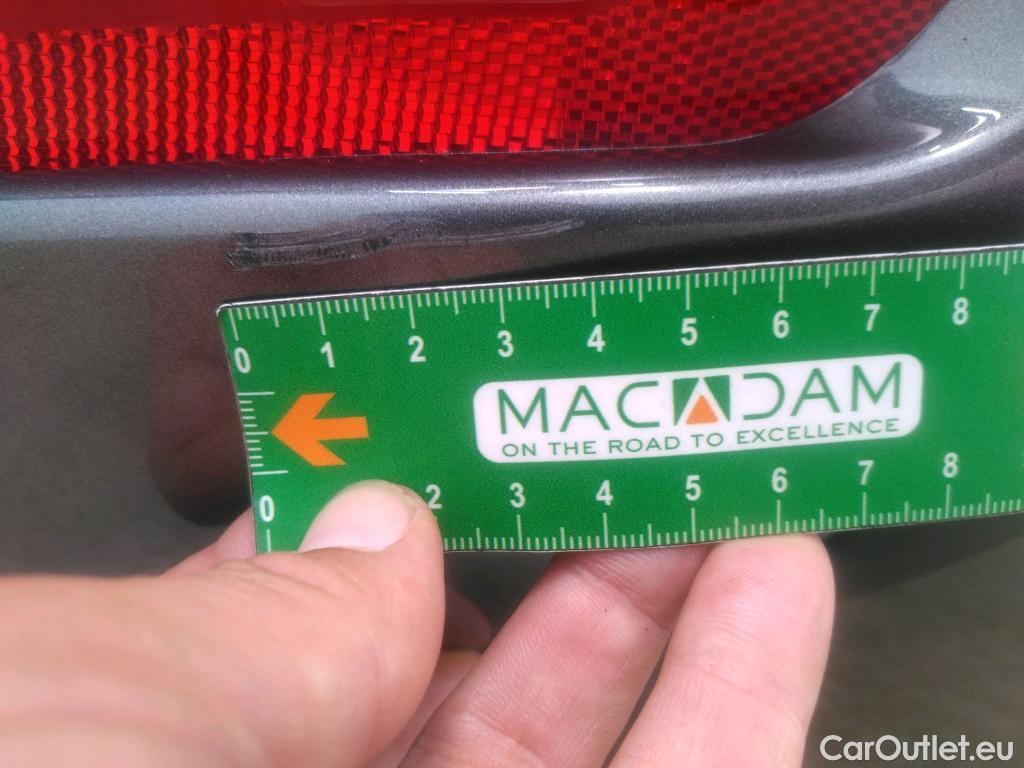 0 1 2 3 4 5 6 7 8
MACADAM
ON THE ROAD TO EXCELLENCE
0 2 3 4 5 6 7 8
CarOutlet.eu